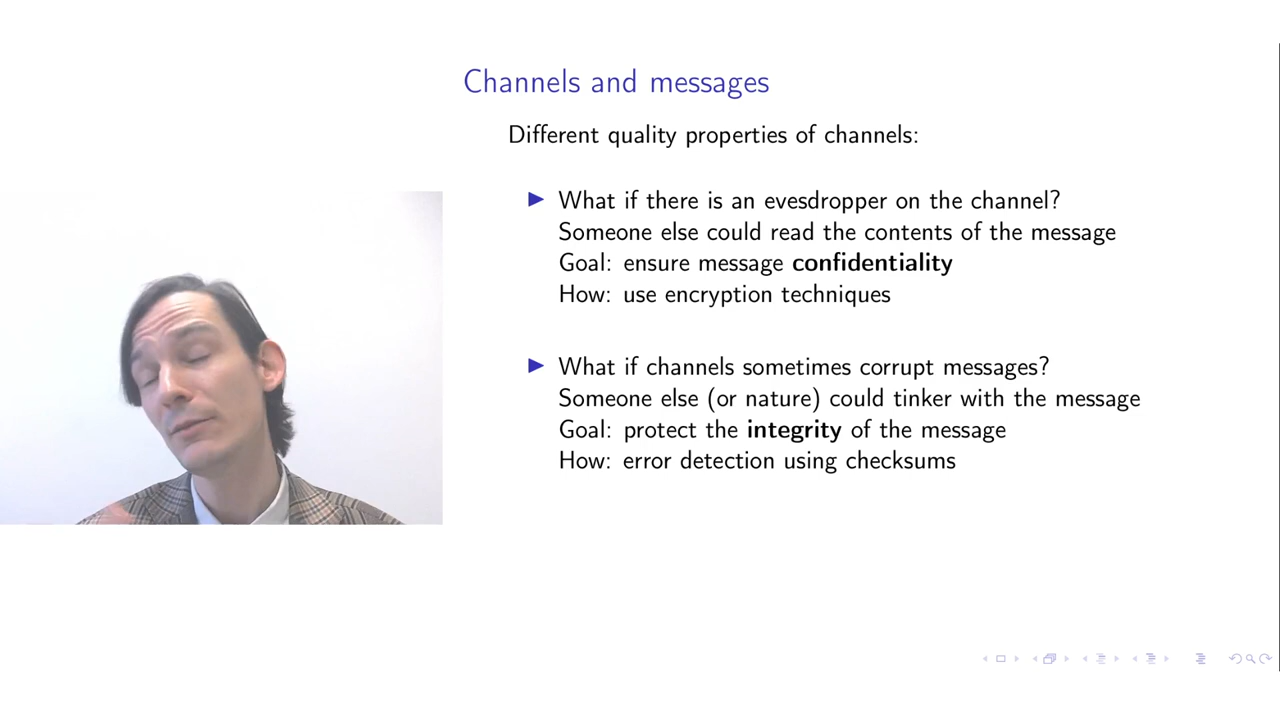 Channels and messages
Different quality properties of channels:
What if there is an evesdropper on the channel?
Someone else could read the contents of the message
Goal: ensure message confidentiality
How: use encryption techniques
What if channels sometimes corrupt messages?
Someone else (or nature) could tinker with the message
Goal: protect the integrity of the message
How: error detection using checksums